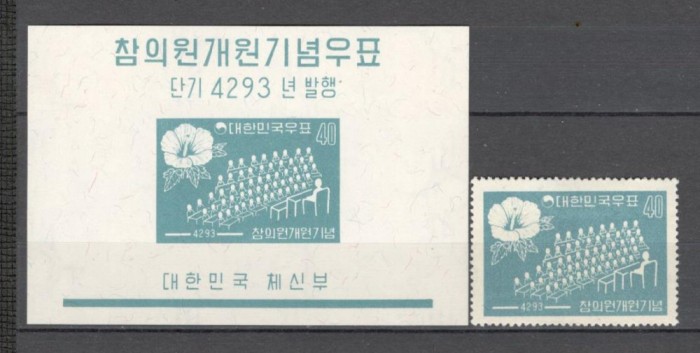 참의원개원기념우표
단기 4293 년 발행
대한민국우표 40
4293 참의원개원기념
대한민국 체신부
대한민국우표 40
4293 참의원개원기념